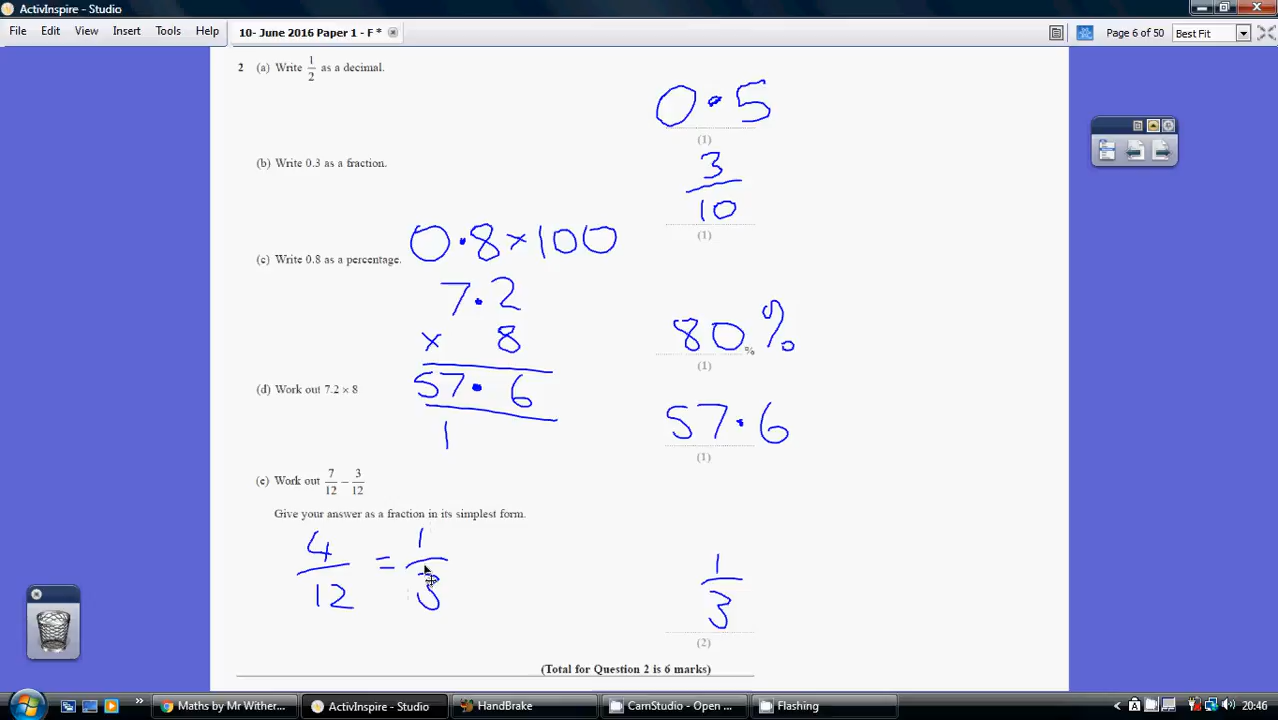 ActivInspire - Studio
File Edit View Insert Tools Help
10- June 2016 Paper 1 - F *
Page 6 of 50
Best Fit
2 (a) Write 1/2 as a decimal.
0.5
(1)
(b) Write 0.3 as a fraction.
3/10
(1)
0.8 × 100
(c) Write 0.8 as a percentage.
80%
%
(1)
7.2
× 8
57.6
1
(d) Work out 7.2 × 8
57.6
(1)
(e) Work out 7/12 – 3/12
Give your answer as a fraction in its simplest form.
4/12 = 1/3
1/3
(2)
(Total for Question 2 is 6 marks)
Maths by Mr Wither...
ActivInspire - Studio
HandBrake
CamStudio - Open ...
Flashing
20:46